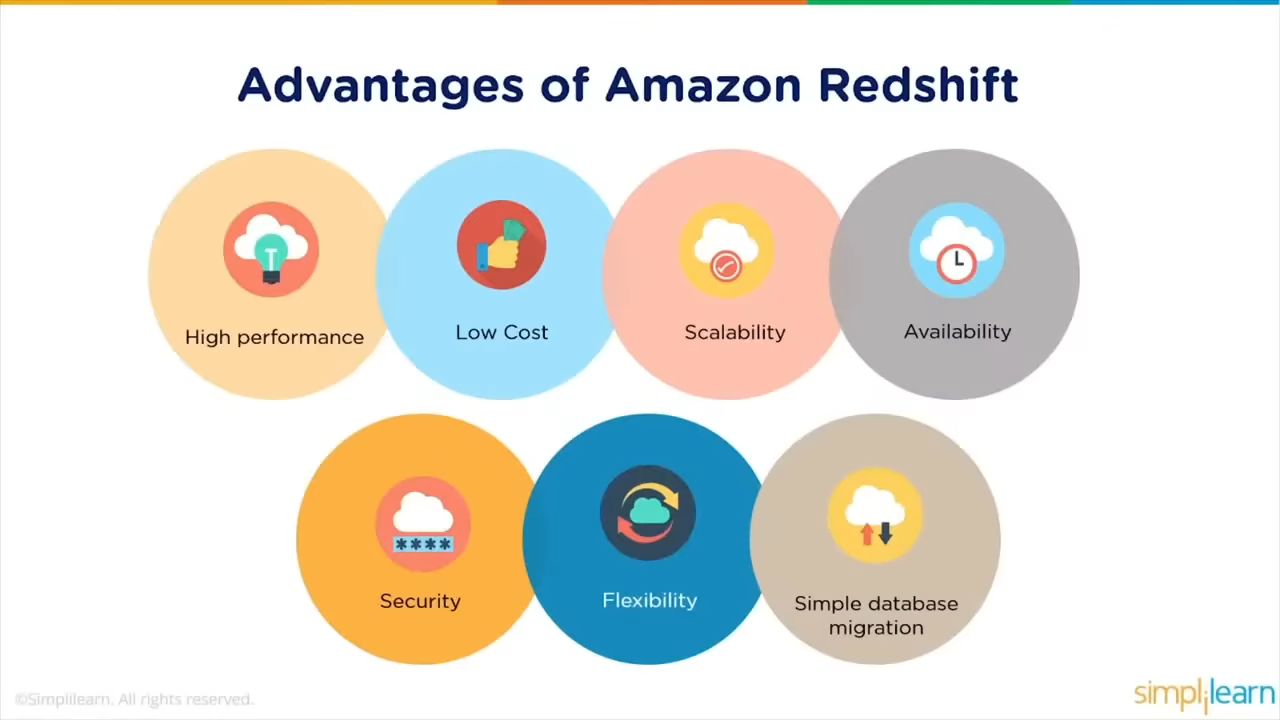 Advantages of Amazon Redshift
High performance
Low Cost
Scalability
Availability
****
Security
Flexibility
Simple database
migration
©Simplilearn. All rights reserved.
simplilearn